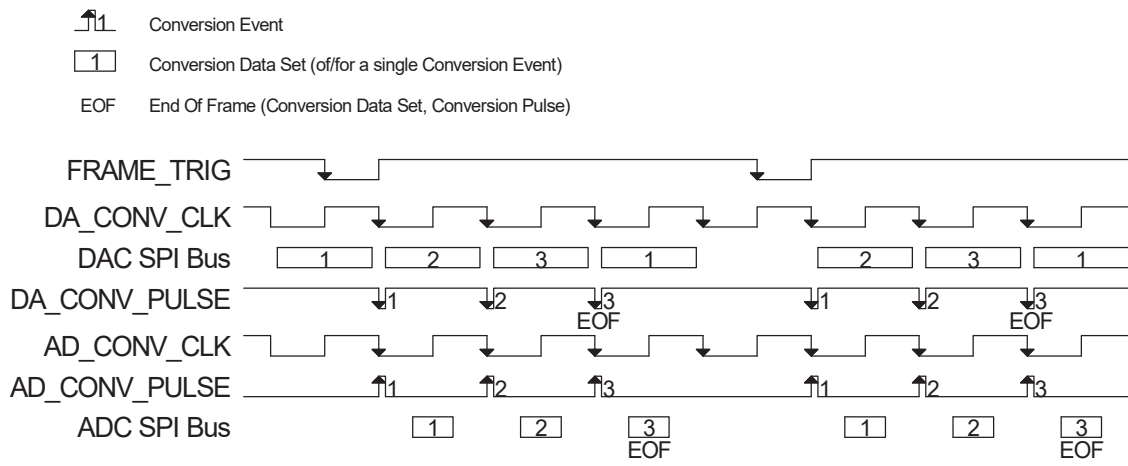 1 Conversion Event
1 Conversion Data Set (of/for a single Conversion Event)
EOF End Of Frame (Conversion Data Set, Conversion Pulse)
FRAME_TRIG
DA_CONV_CLK
DAC SPI Bus 1 2 3 1 2 3 1
DA_CONV_PULSE 1 2 3 1 2 3
EOF EOF
AD_CONV_CLK
AD_CONV_PULSE 1 2 3 1 2 3
ADC SPI Bus 1 2 3 1 2 3
EOF EOF